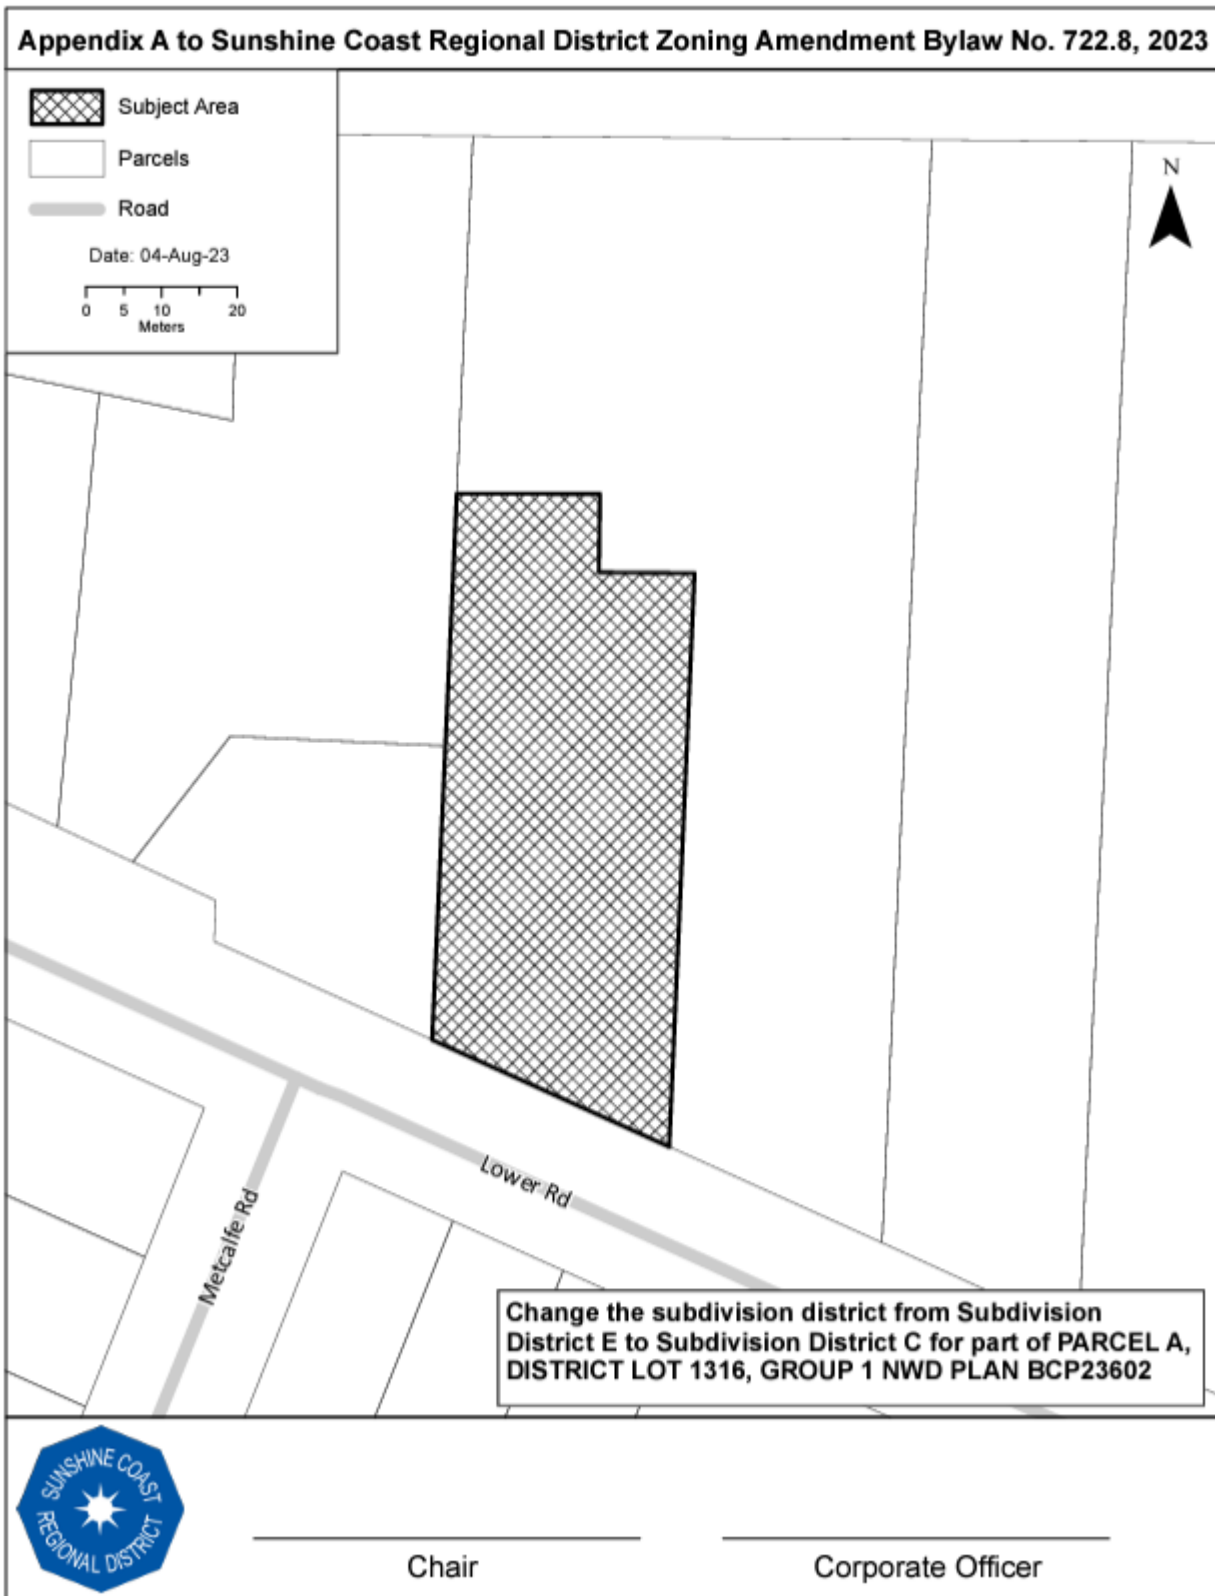 Appendix A to Sunshine Coast Regional District Zoning Amendment Bylaw No. 722.8, 2023
Subject Area
Parcels
Road
Date: 04-Aug-23
0 5 10 20
Meters
N
Metcalfe Rd
Lower Rd
Change the subdivision district from Subdivision
District E to Subdivision District C for part of PARCEL A,
DISTRICT LOT 1316, GROUP 1 NWD PLAN BCP23602
SUNSHINE COAST
REGIONAL DISTRICT
Chair
Corporate Officer